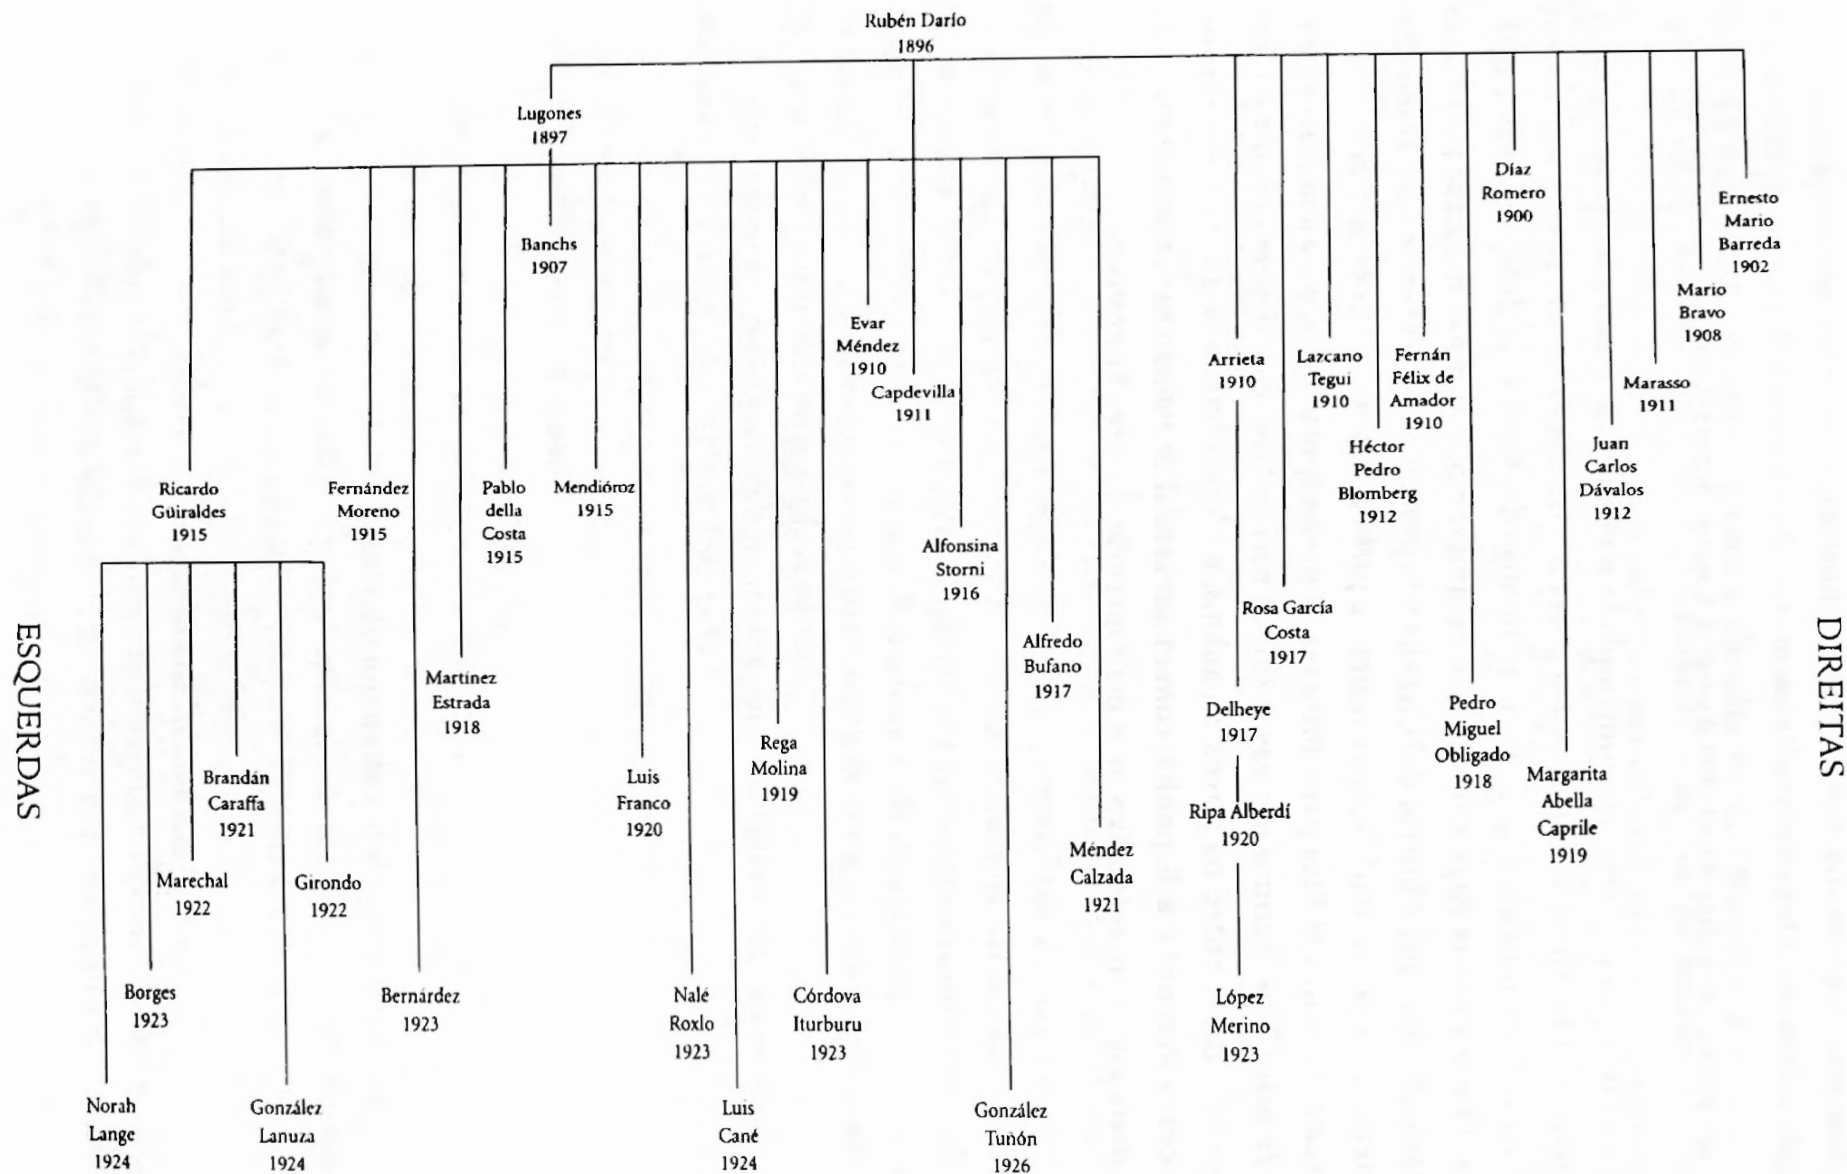 Rubén Darío
1896
Lugones
1897
Díaz
Romero
1900
Ernesto
Mario
Barreda
1902
Banchs
1907
Mario
Bravo
1908
Evar
Méndez
1910
Capdevilla
1911
Arrieta
1910
Lazcano
Tegui
1910
Fernán
Félix de
Amador
1910
Marasso
1911
Héctor
Pedro
Blomberg
1912
Juan
Carlos
Dávalos
1912
Ricardo
Güiraldes
1915
Fernández
Moreno
1915
Pablo
della
Costa
1915
Mendióroz
1915
Alfonsina
Storni
1916
Rosa García
Costa
1917
Alfredo
Bufano
1917
Martínez
Estrada
1918
Delheye
1917
Pedro
Miguel
Obligado
1918
Rega
Molina
1919
Margarita
Abella
Caprile
1919
Brandán
Caraffa
1921
Luis
Franco
1920
Ripa Alberdí
1920
Méndez
Calzada
1921
Marechal
1922
Girondo
1922
Borges
1923
Bernárdez
1923
Nalé
Roxlo
1923
Córdova
Iturburu
1923
López
Merino
1923
Norah
Lange
1924
González
Lanuza
1924
Luis
Cané
1924
González
Tuñón
1926
ESQUERDAS
DIREITAS